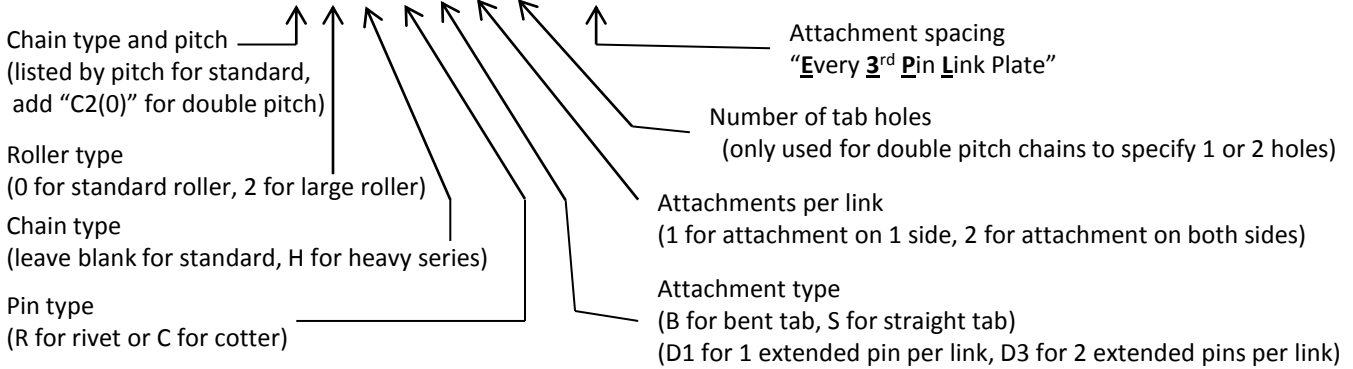 Chain type and pitch
(listed by pitch for standard,
add “C2(0)” for double pitch)
Roller type
(0 for standard roller, 2 for large roller)
Chain type
(leave blank for standard, H for heavy series)
Pin type
(R for rivet or C for cotter)
Attachment spacing
“Every 3rd Pin Link Plate”
Number of tab holes
(only used for double pitch chains to specify 1 or 2 holes)
Attachments per link
(1 for attachment on 1 side, 2 for attachment on both sides)
Attachment type
(B for bent tab, S for straight tab)
(D1 for 1 extended pin per link, D3 for 2 extended pins per link)